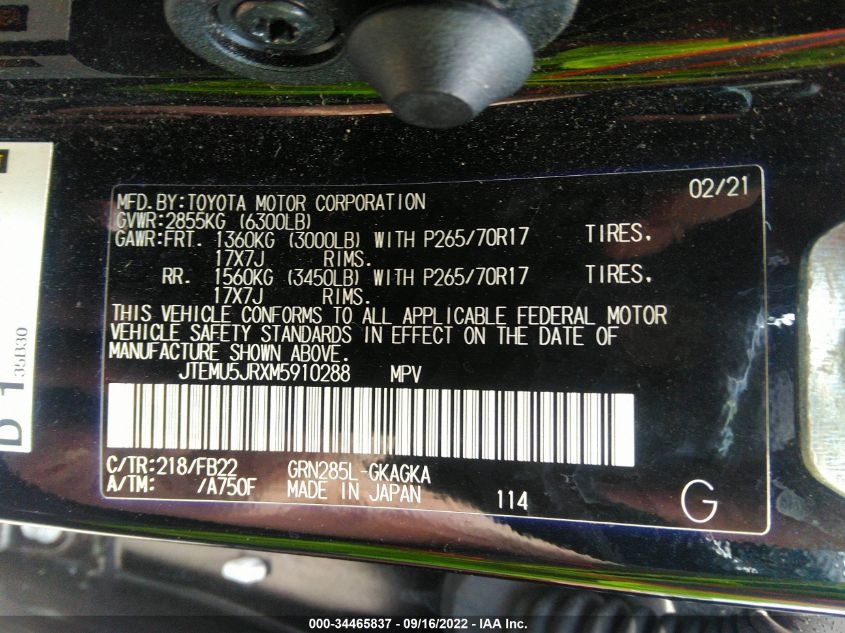 MFD.BY:TOYOTA MOTOR CORPORATION 02/21
GVWR:2855KG (6300LB)
GAWR:FRT. 1360KG (3000LB) WITH P265/70R17 TIRES,
17X7J RIMS.
RR. 1560KG (3450LB) WITH P265/70R17 TIRES,
17X7J RIMS.
THIS VEHICLE CONFORMS TO ALL APPLICABLE FEDERAL MOTOR
VEHICLE SAFETY STANDARDS IN EFFECT ON THE DATE OF
MANUFACTURE SHOWN ABOVE.
JTEMU5JRXM5910288 MPV
C/TR:218/FB22 GRN285L-GKAGKA
A/TM: /A750F MADE IN JAPAN 114 G
35B30
000-34465837 - 09/16/2022 - IAA Inc.